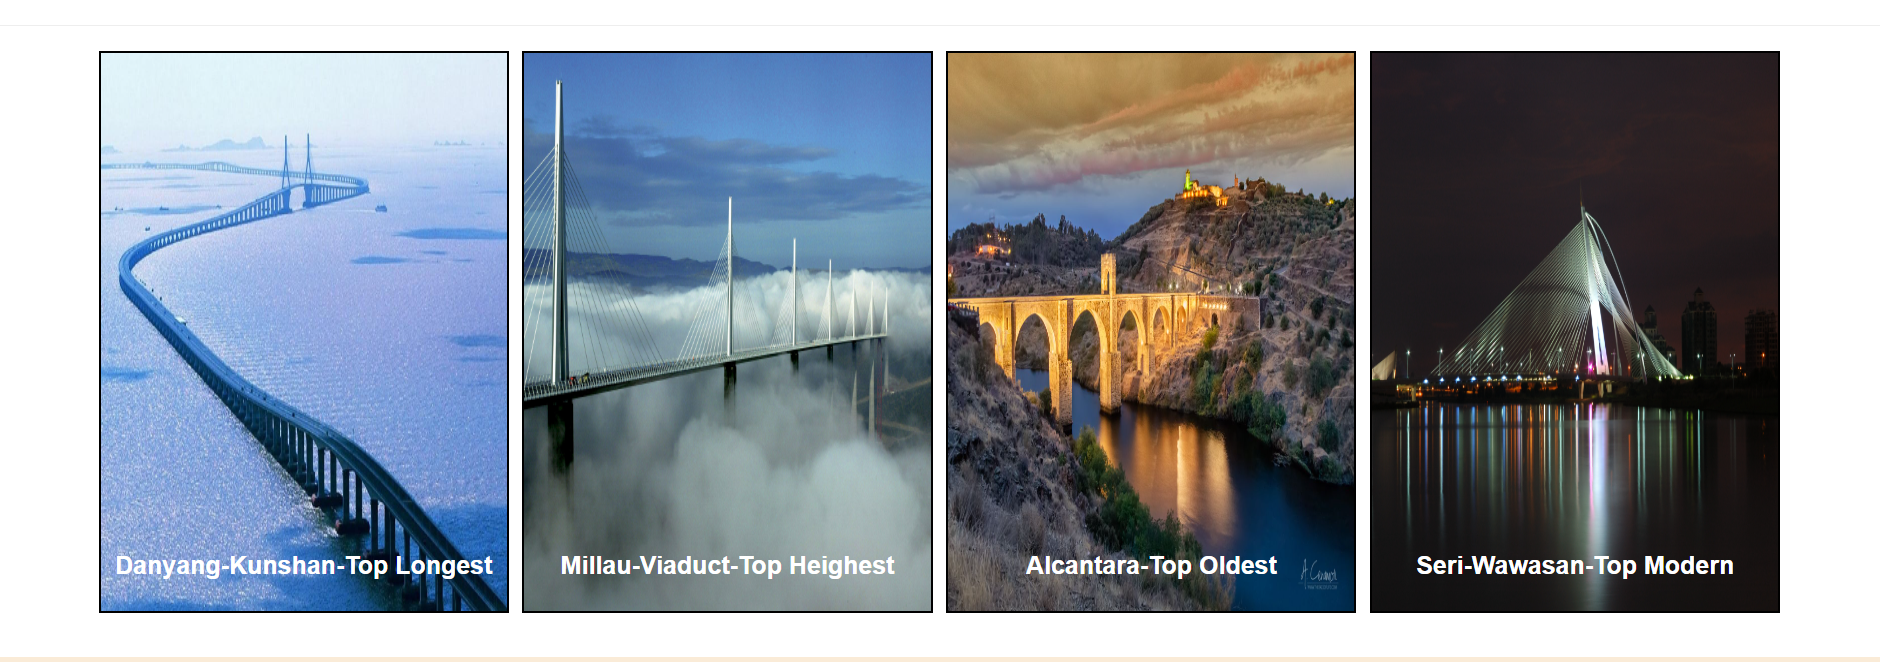 Danyang-Kunshan-Top Longest
Millau-Viaduct-Top Heighest
Alcantara-Top Oldest
Seri-Wawasan-Top Modern